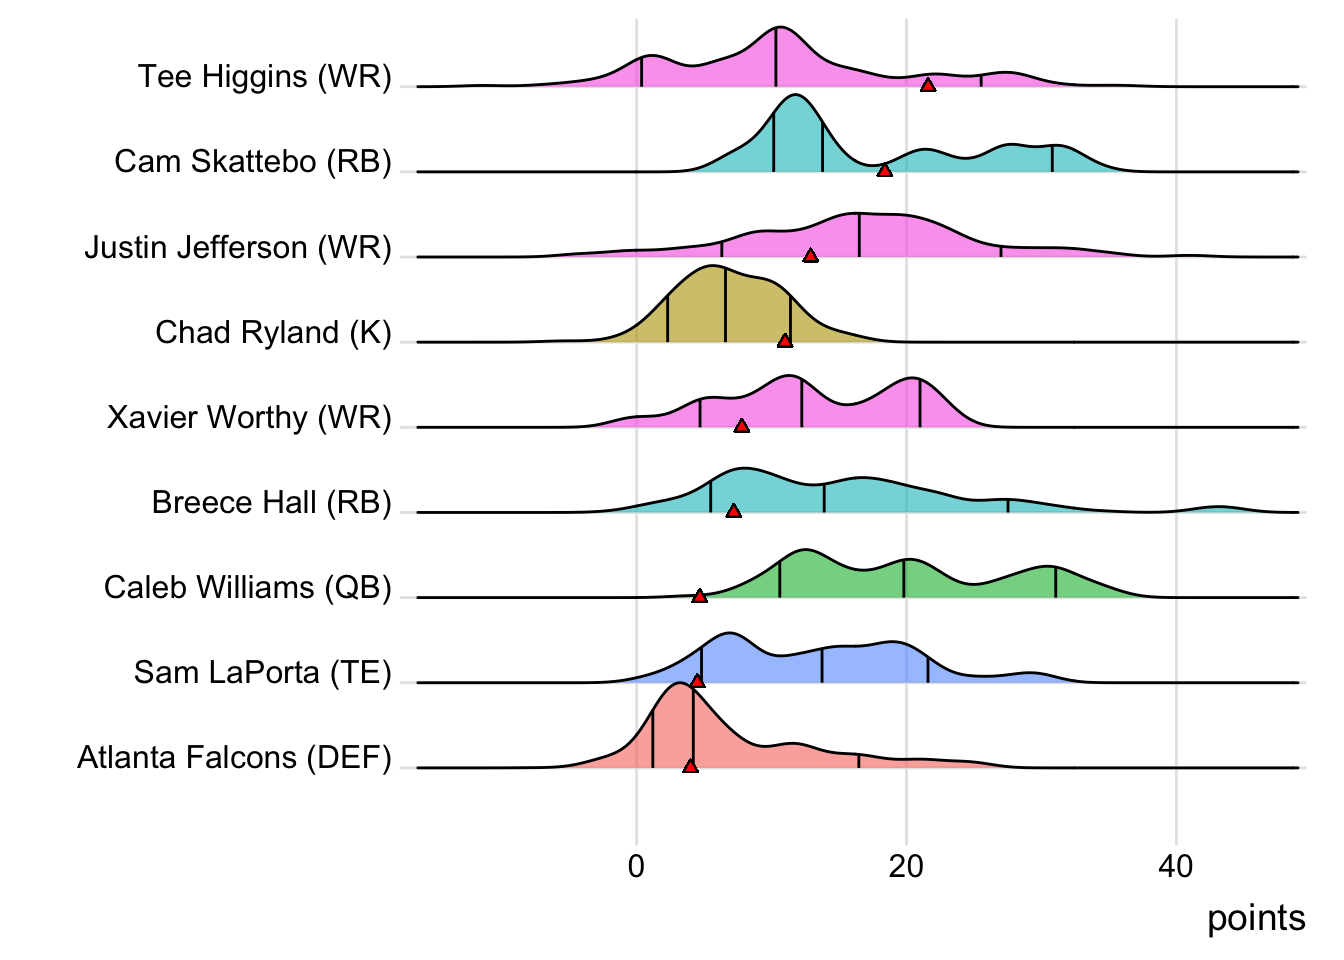 Tee Higgins (WR)
Cam Skattebo (RB)
Justin Jefferson (WR)
Chad Ryland (K)
Xavier Worthy (WR)
Breece Hall (RB)
Caleb Williams (QB)
Sam LaPorta (TE)
Atlanta Falcons (DEF)
0 20 40
points